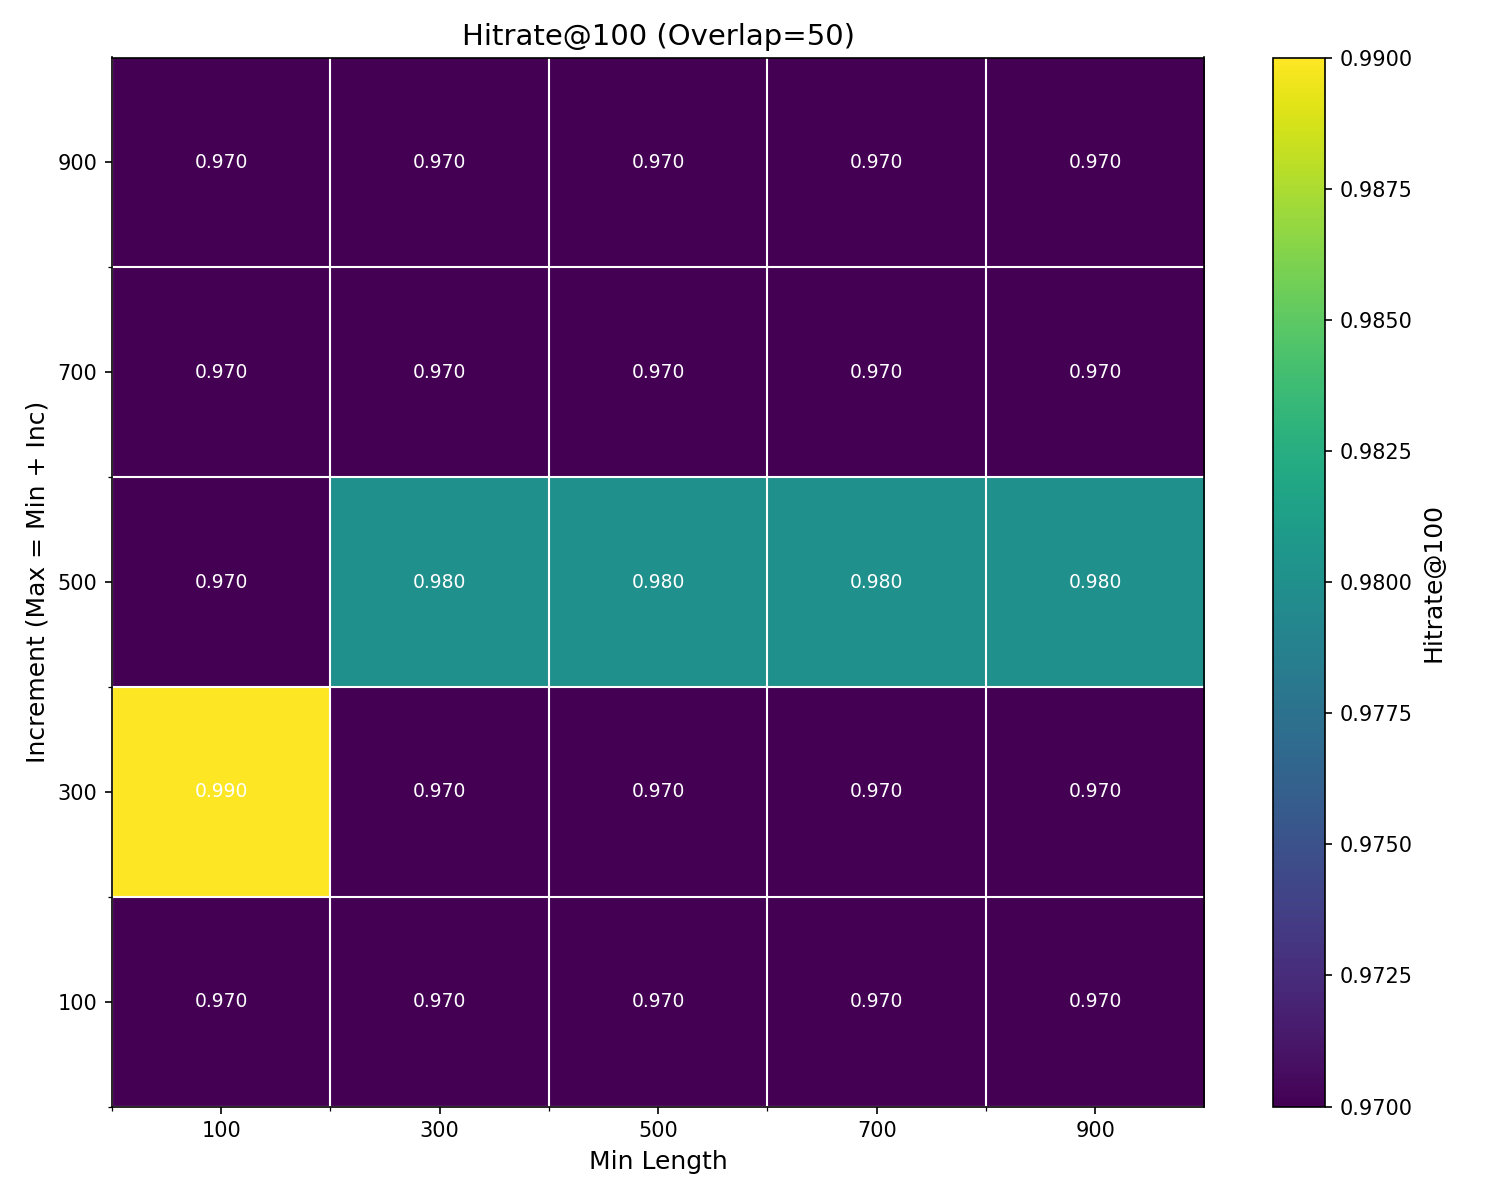 Hitrate@100 (Overlap=50)
Increment (Max = Min + Inc)
900 0.970 0.970 0.970 0.970 0.970
700 0.970 0.970 0.970 0.970 0.970
500 0.970 0.980 0.980 0.980 0.980
300 0.990 0.970 0.970 0.970 0.970
100 0.970 0.970 0.970 0.970 0.970
100 300 500 700 900
Min Length
0.9900
0.9875
0.9850
0.9825
0.9800
0.9775
0.9750
0.9725
0.9700
Hitrate@100